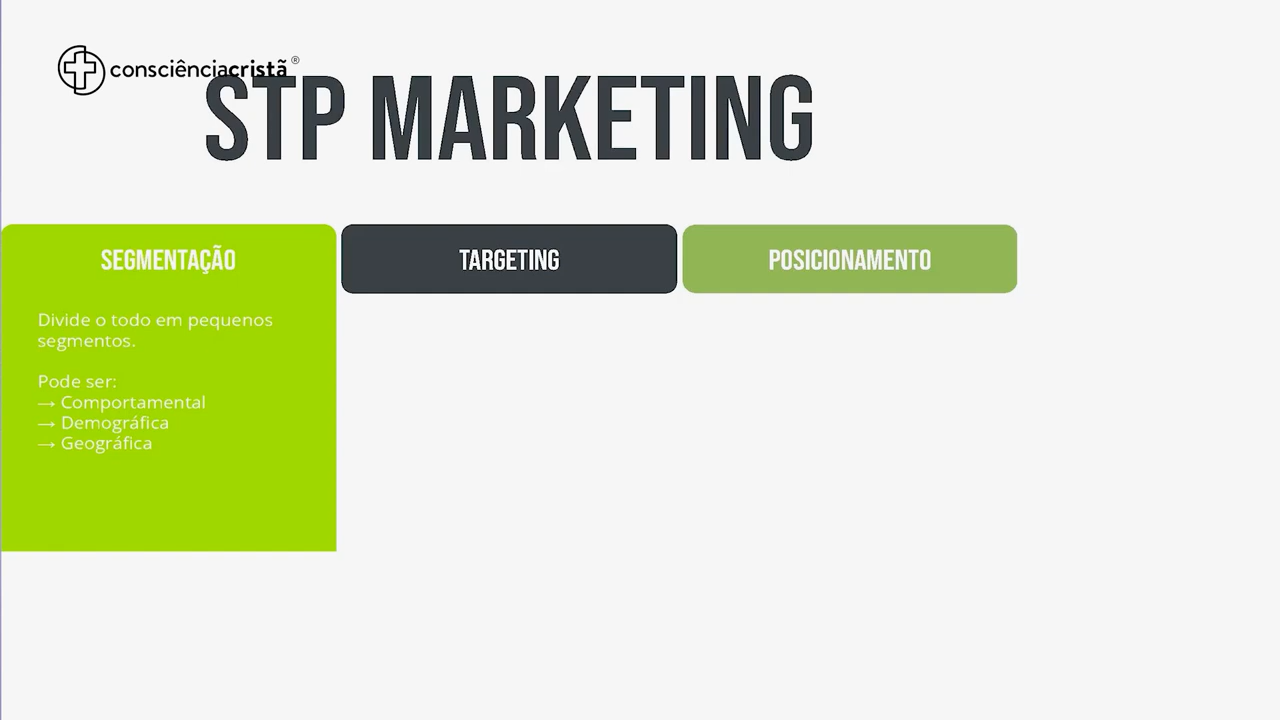 consciênciacristã®
STP MARKETING
SEGMENTAÇÃO
Divide o todo em pequenos
segmentos.
Pode ser:
→ Comportamental
→ Demográfica
→ Geográfica
TARGETING
POSICIONAMENTO